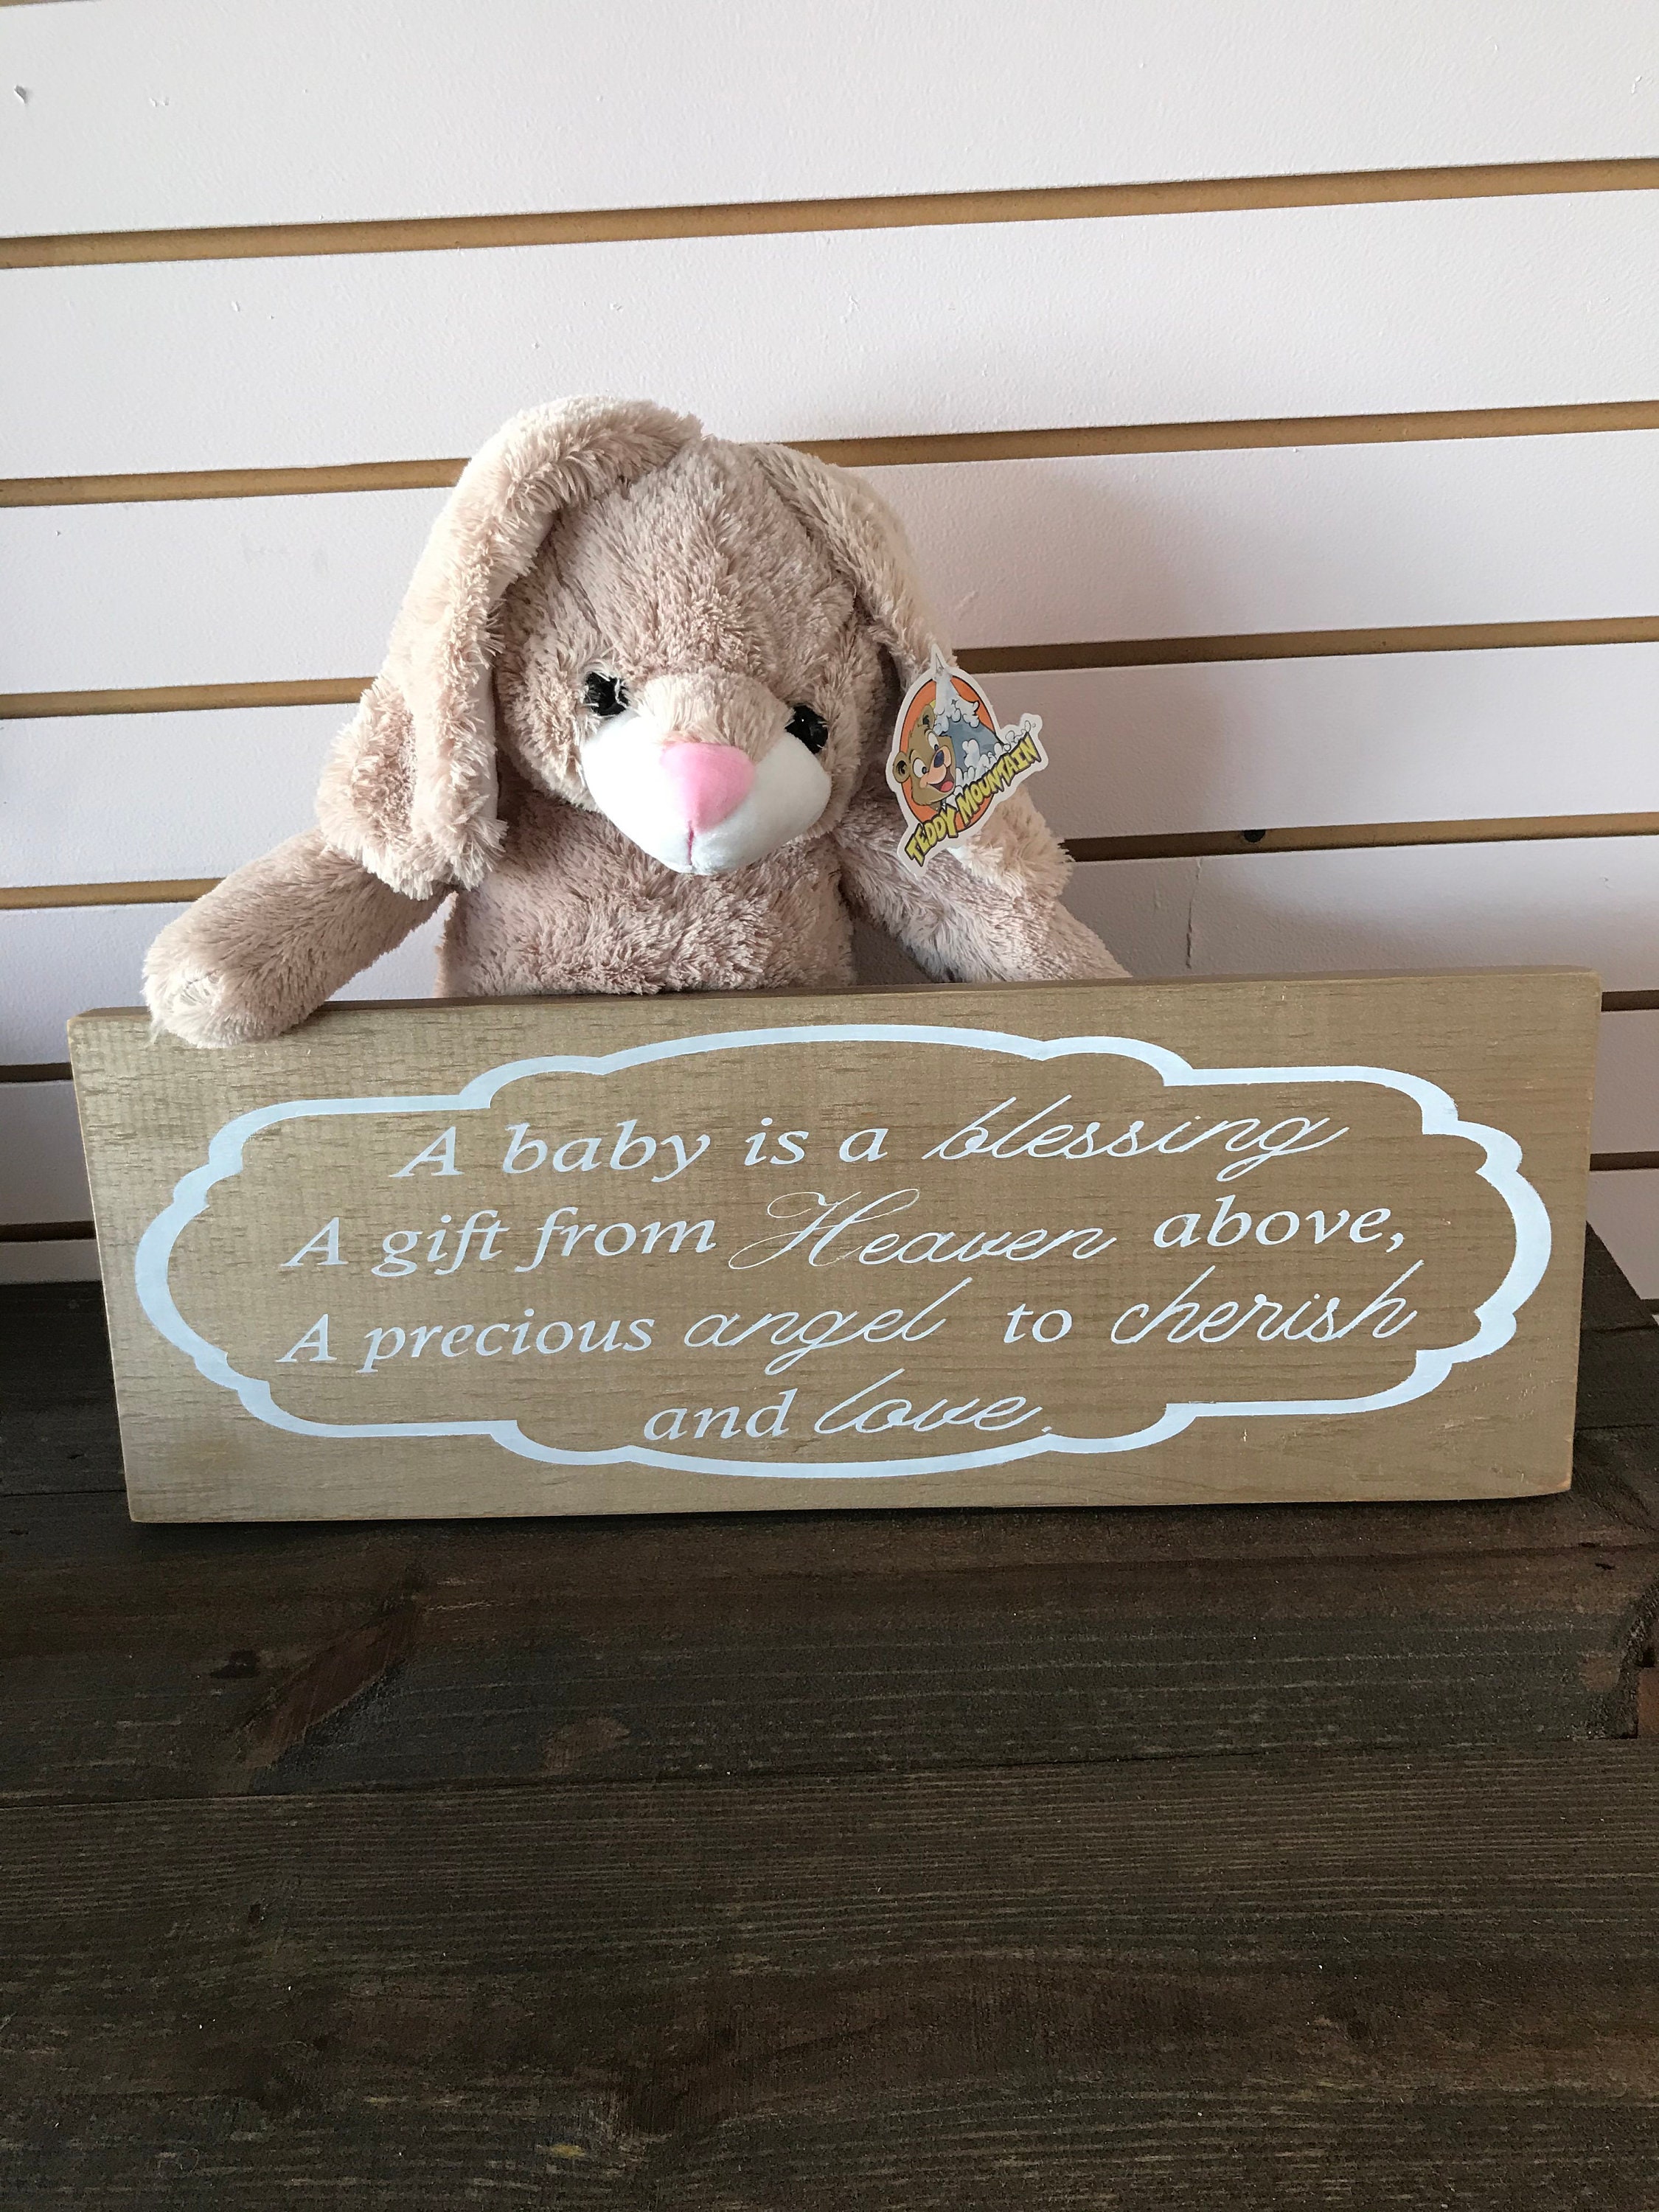 TEDDY MOUNTAIN
A baby is a blessing
A gift from Heaven above,
A precious angel to cherish
and love.